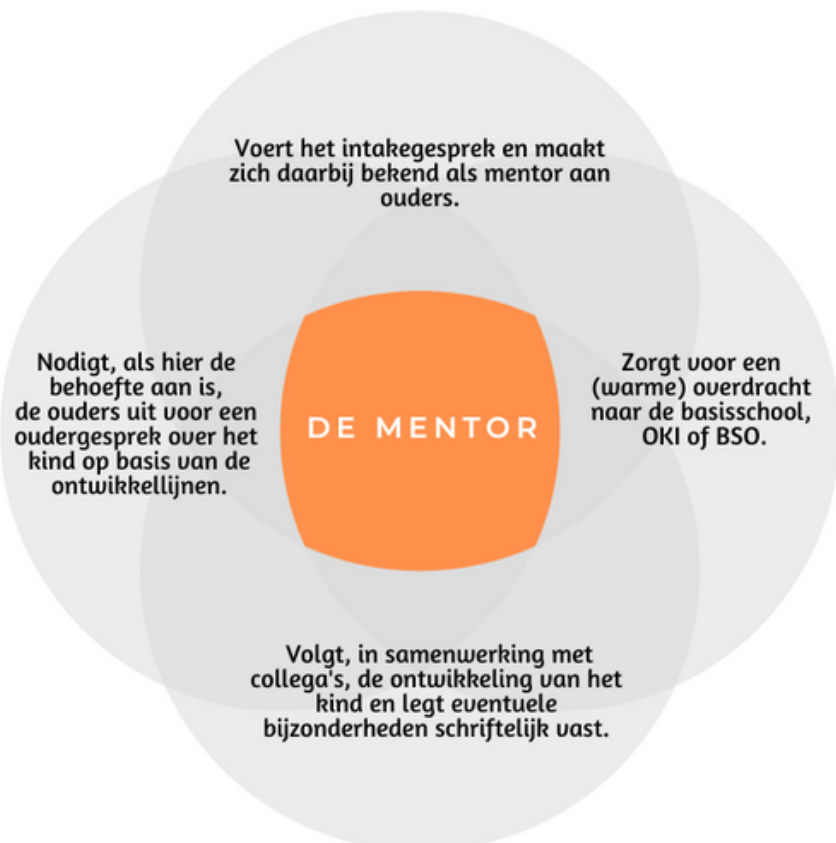 Voert het intakegesprek en maakt
zich daarbij bekend als mentor aan
ouders.
Nodigt, als hier de
behoefte aan is,
de ouders uit voor een
oudergesprek over het
kind op basis van de
ontwikkellijnen.
DE MENTOR
Zorgt voor een
(warme) overdracht
naar de basisschool,
OKI of BSO.
Volgt, in samenwerking met
collega's, de ontwikkeling van het
kind en legt eventuele
bijzonderheden schriftelijk vast.